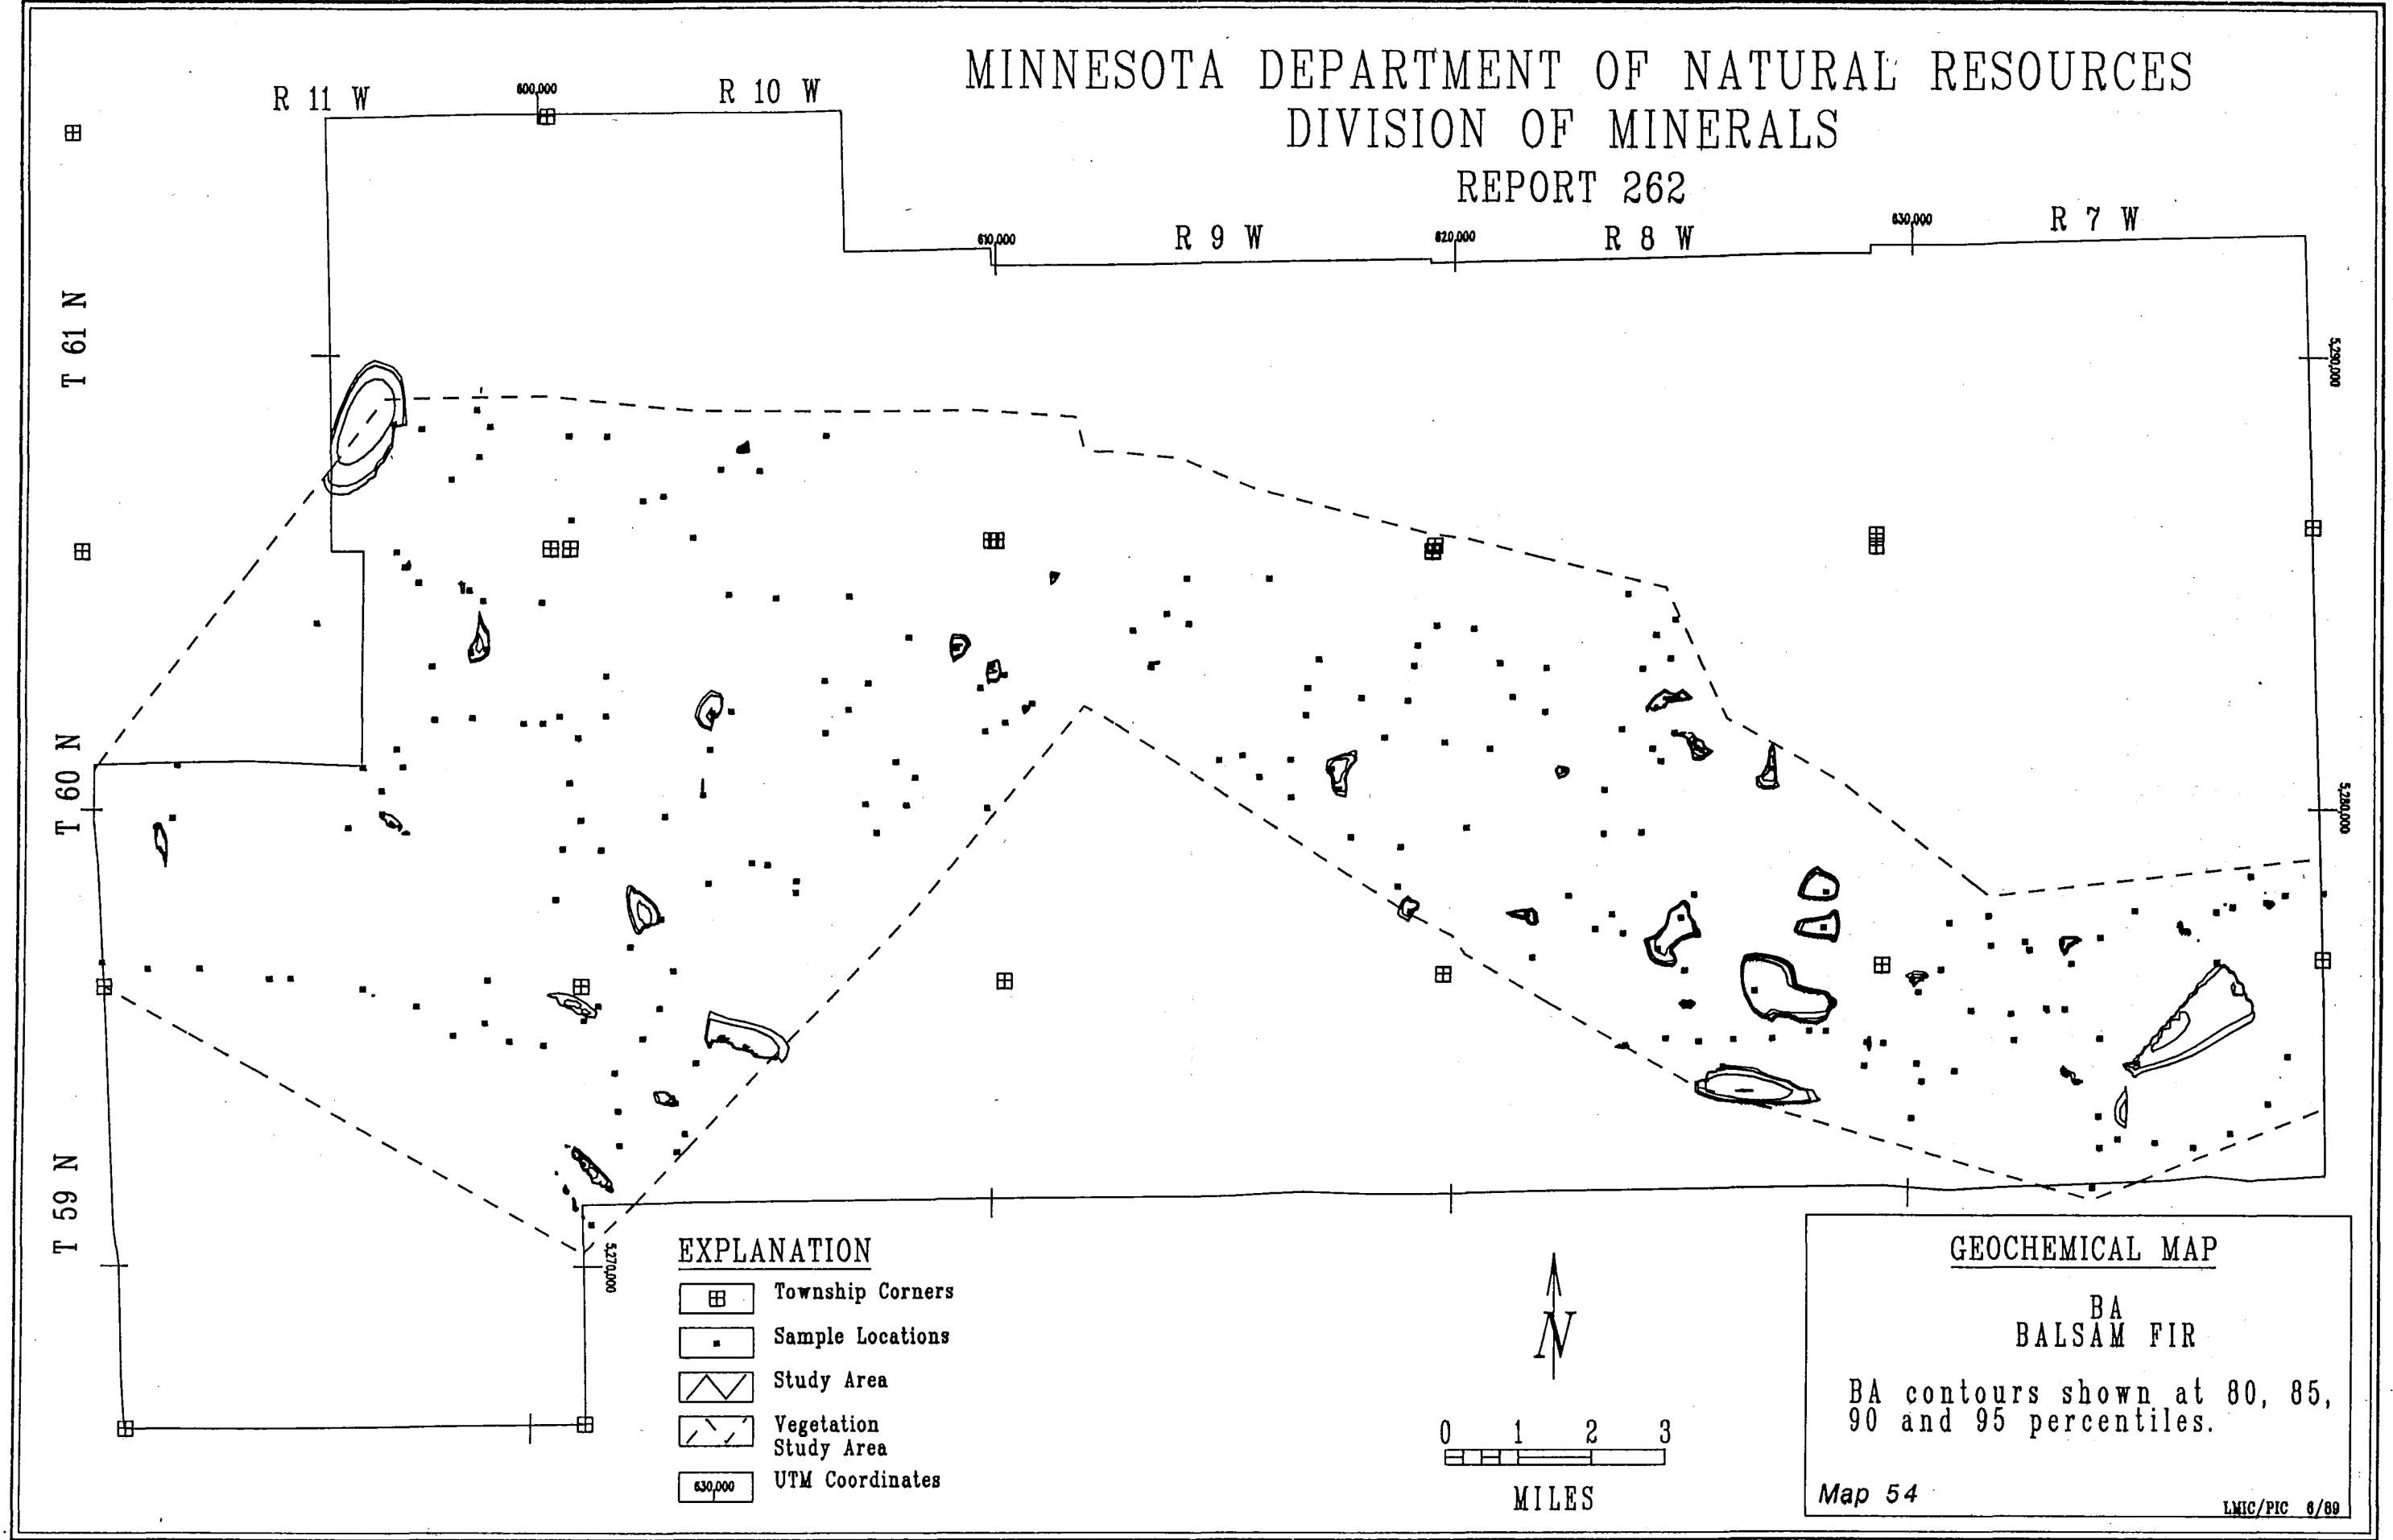 MINNESOTA DEPARTMENT OF NATURAL RESOURCES
DIVISION OF MINERALS
REPORT 262
R 11 W
600,000
R 10 W
610,000
R 9 W
620,000
R 8 W
630,000
R 7 W
T 61 N
5,290,000
T 60 N
5,280,000
T 59 N
5,270,000
EXPLANATION
Township Corners
Sample Locations
Study Area
Vegetation
Study Area
630,000
UTM Coordinates
N
0 1 2 3
MILES
GEOCHEMICAL MAP
BA
BALSAM FIR
BA contours shown at 80, 85,
90 and 95 percentiles.
Map 54
LMIC/PIC 6/89